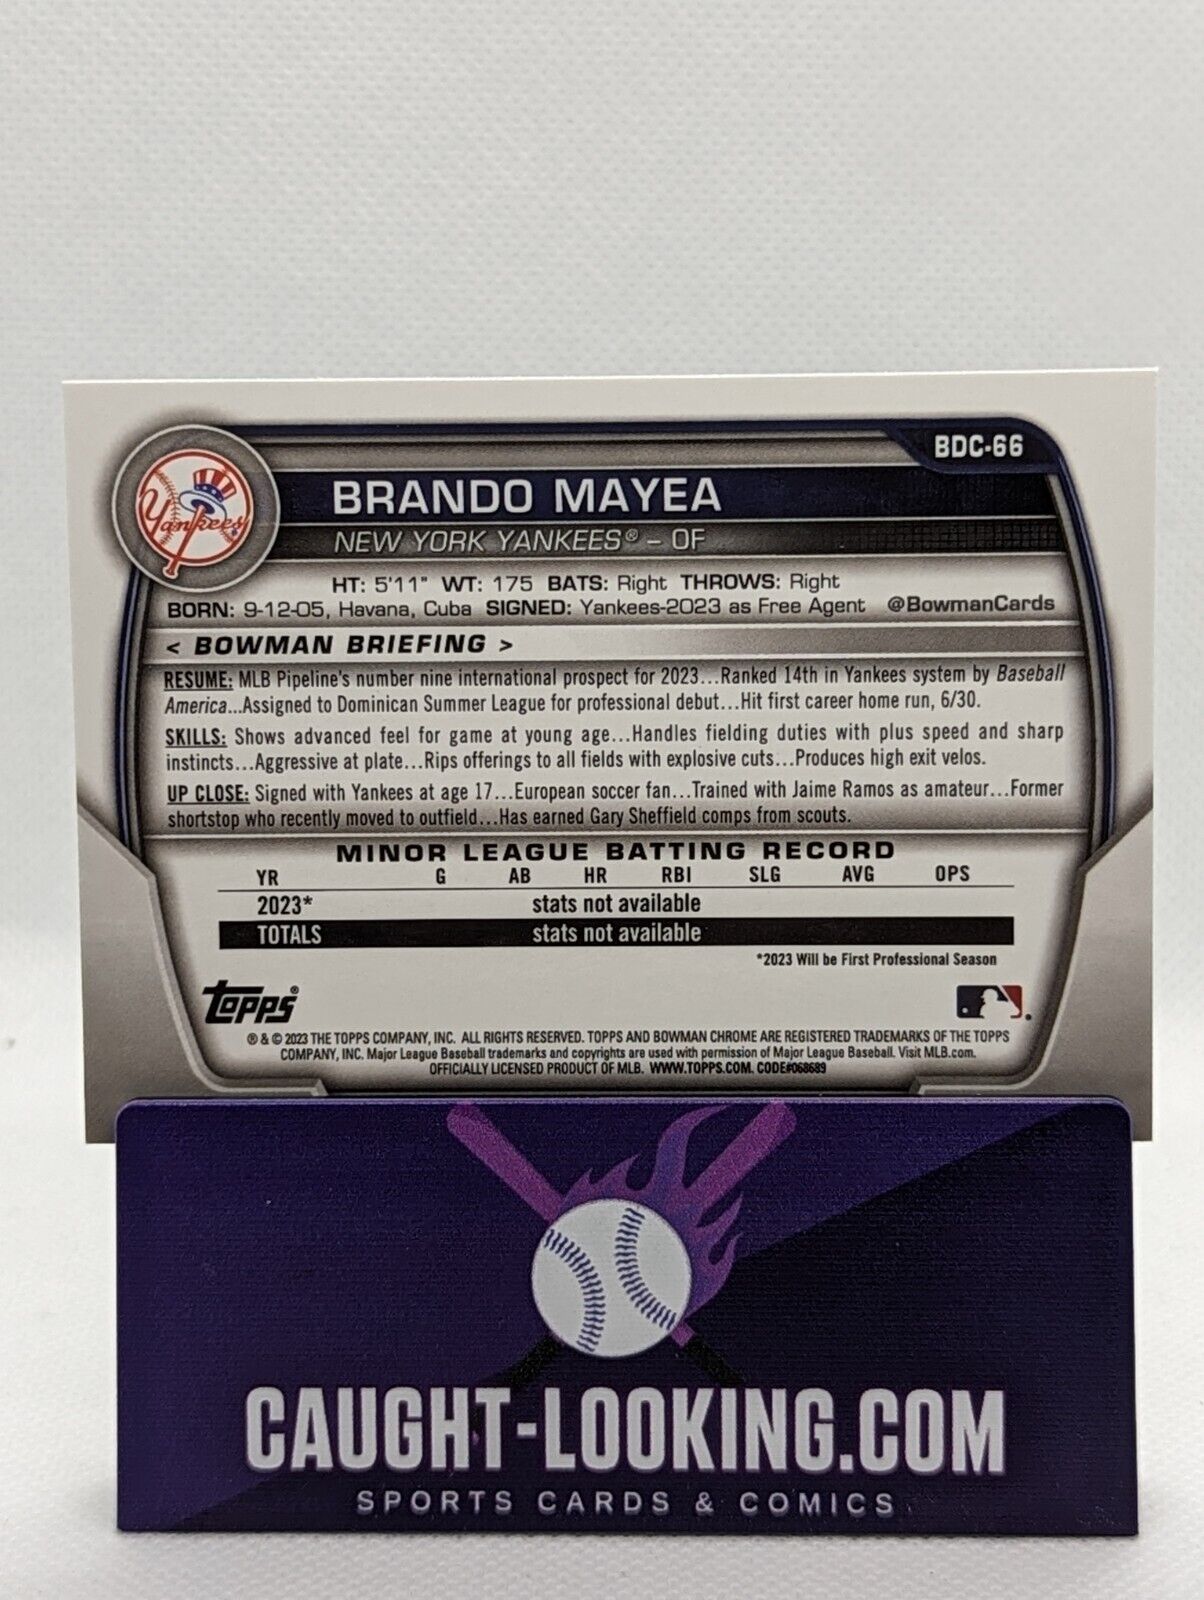 BDC-66
Yankees
BRANDO MAYEA
NEW YORK YANKEES® – OF
HT: 5'11" WT: 175 BATS: Right THROWS: Right
BORN: 9-12-05, Havana, Cuba SIGNED: Yankees-2023 as Free Agent @BowmanCards
< BOWMAN BRIEFING >
RESUME: MLB Pipeline's number nine international prospect for 2023...Ranked 14th in Yankees system by Baseball
America...Assigned to Dominican Summer League for professional debut...Hit first career home run, 6/30.
SKILLS: Shows advanced feel for game at young age...Handles fielding duties with plus speed and sharp
instincts...Aggressive at plate...Rips offerings to all fields with explosive cuts...Produces high exit velos.
UP CLOSE: Signed with Yankees at age 17...European soccer fan...Trained with Jaime Ramos as amateur...Former
shortstop who recently moved to outfield...Has earned Gary Sheffield comps from scouts.
MINOR LEAGUE BATTING RECORD
YR G AB HR RBI SLG AVG OPS
2023* stats not available
TOTALS stats not available
*2023 Will be First Professional Season
Topps®
® & © 2023 THE TOPPS COMPANY, INC. ALL RIGHTS RESERVED. TOPPS AND BOWMAN CHROME ARE REGISTERED TRADEMARKS OF THE TOPPS
COMPANY, INC. Major League Baseball trademarks and copyrights are used with permission of Major League Baseball. Visit MLB.com.
OFFICIALLY LICENSED PRODUCT OF MLB. WWW.TOPPS.COM. CODE#068689
CAUGHT-LOOKING.COM
SPORTS CARDS & COMICS